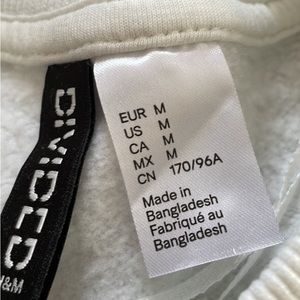 DIVIDED
H&M
EUR M
US M
CA M
MX M
CN 170/96A
Made in
Bangladesh
Fabriqué au
Bangladesh